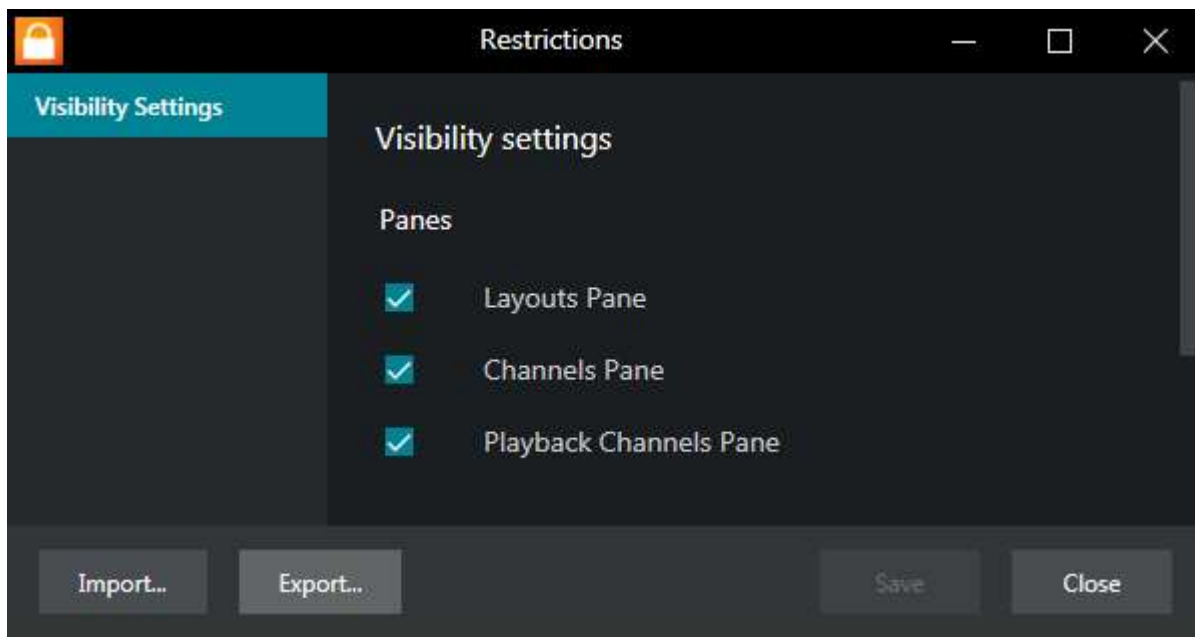 Restrictions
Visibility Settings
Visibility settings
Panes
Layouts Pane
Channels Pane
Playback Channels Pane
Import...
Export...
Save
Close